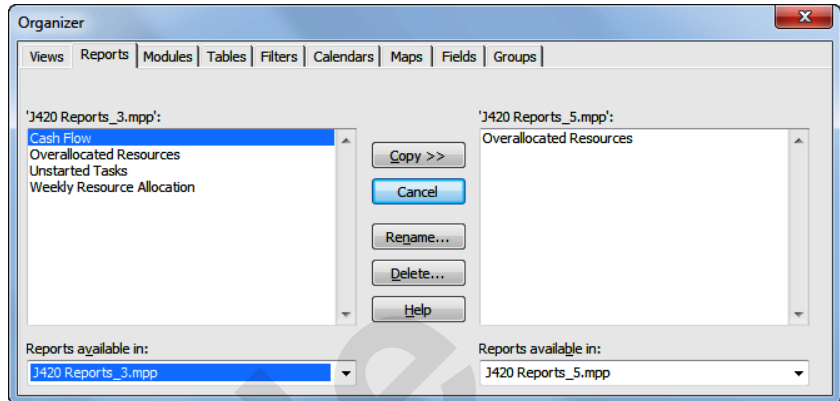 Organizer
Views Reports Modules Tables Filters Calendars Maps Fields Groups
'J420 Reports_3.mpp':
'J420 Reports_5.mpp':
Cash Flow
Overallocated Resources
Unstarted Tasks
Weekly Resource Allocation
Copy >>
Cancel
Rename...
Delete...
Help
Overallocated Resources
Reports available in:
J420 Reports_3.mpp
Reports available in:
J420 Reports_5.mpp